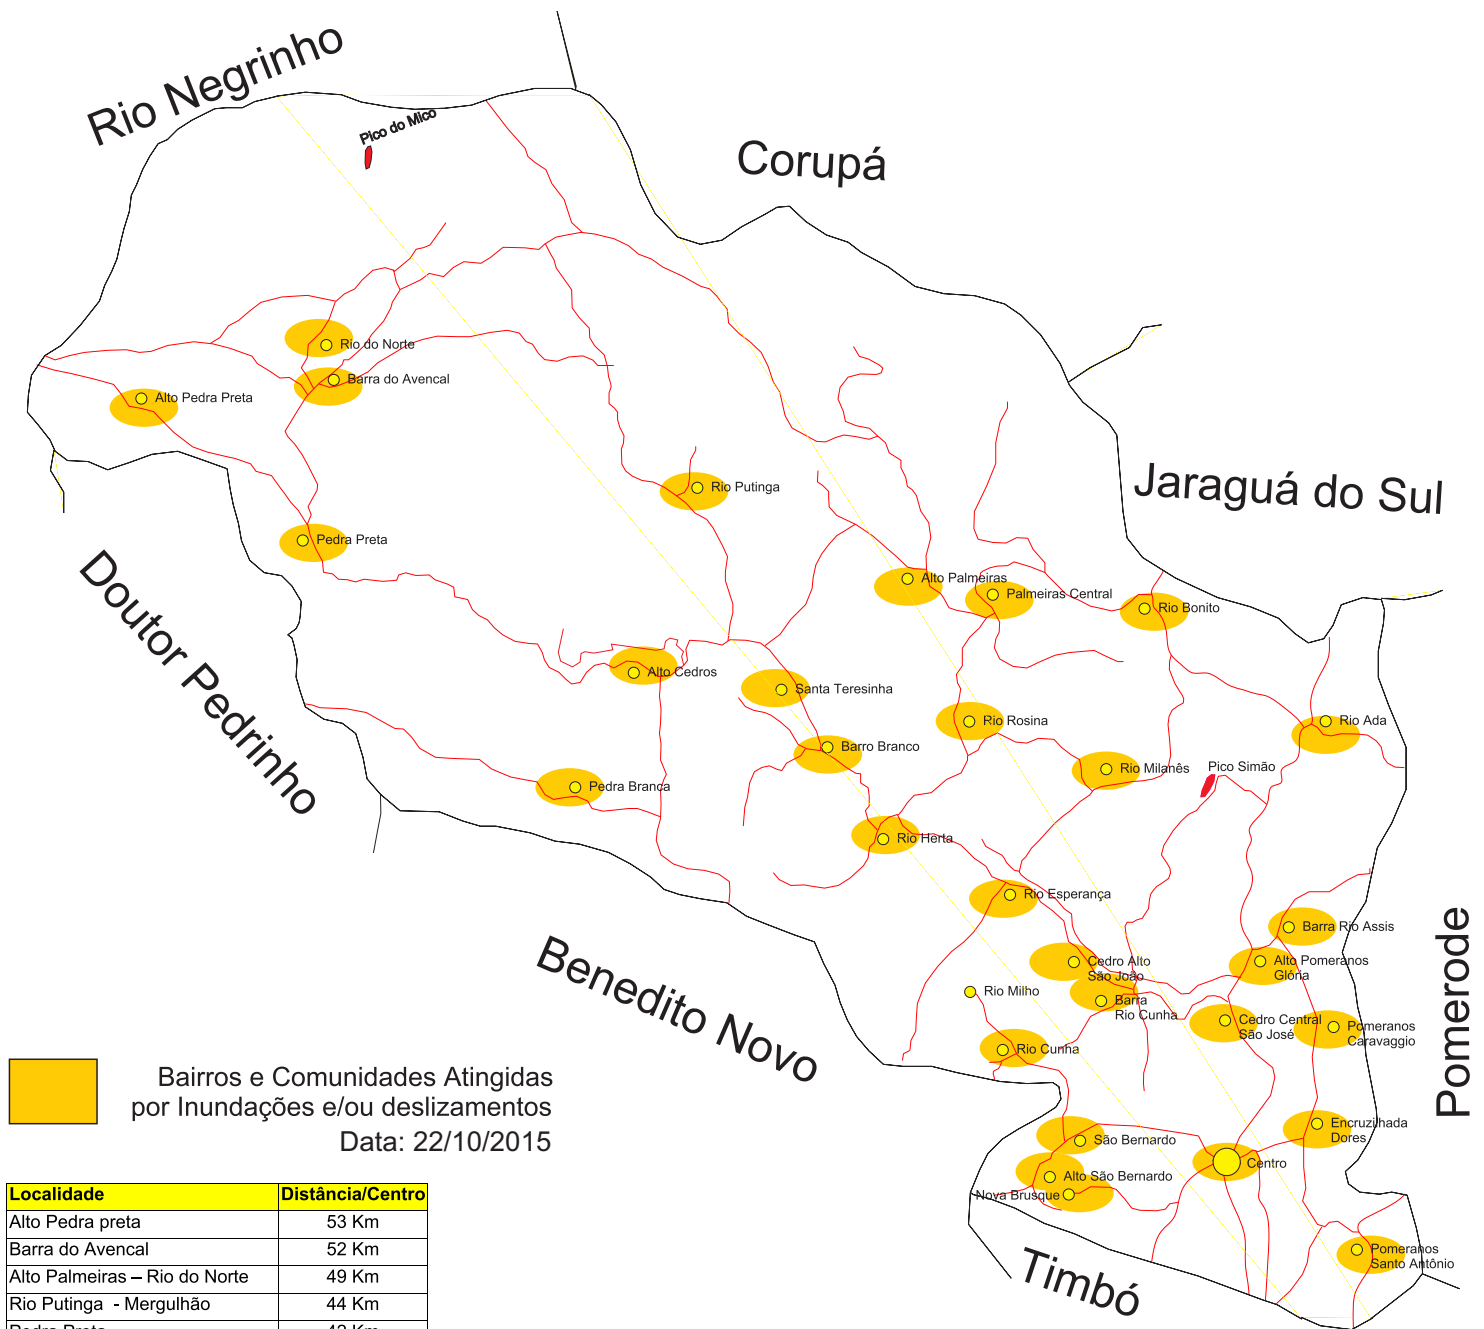 Rio Negrinho
Pico do Mico
Corupá
Rio do Norte
Barra do Avencal
Alto Pedra Preta
Jaraguá do Sul
Rio Putinga
Pedra Preta
Doutor Pedrinho
Alto Palmeiras
Palmeiras Central
Rio Bonito
Alto Cedros
Santa Teresinha
Rio Rosina
Rio Ada
Barro Branco
Rio Milanês
Pico Simão
Pedra Branca
Rio Herta
Rio Esperança
Barra Rio Assis
Pomerode
Benedito Novo
Cedro Alto
São João
Alto Pomeranos
Glória
Rio Milho
Barra
Rio Cunha
Cedro Central
São José
Pomeranos
Caravaggio
Rio Cunha
Bairros e Comunidades Atingidas
por Inundações e/ou deslizamentos
Data: 22/10/2015
Encruzilhada
Dores
São Bernardo
Centro
Alto São Bernardo
Nova Brusque
Pomeranos
Santo Antônio
Timbó
Localidade Distância/Centro
Alto Pedra preta 53 Km
Barra do Avencal 52 Km
Alto Palmeiras – Rio do Norte 49 Km
Rio Putinga - Mergulhão 44 Km
Pedra Preta 42 Km